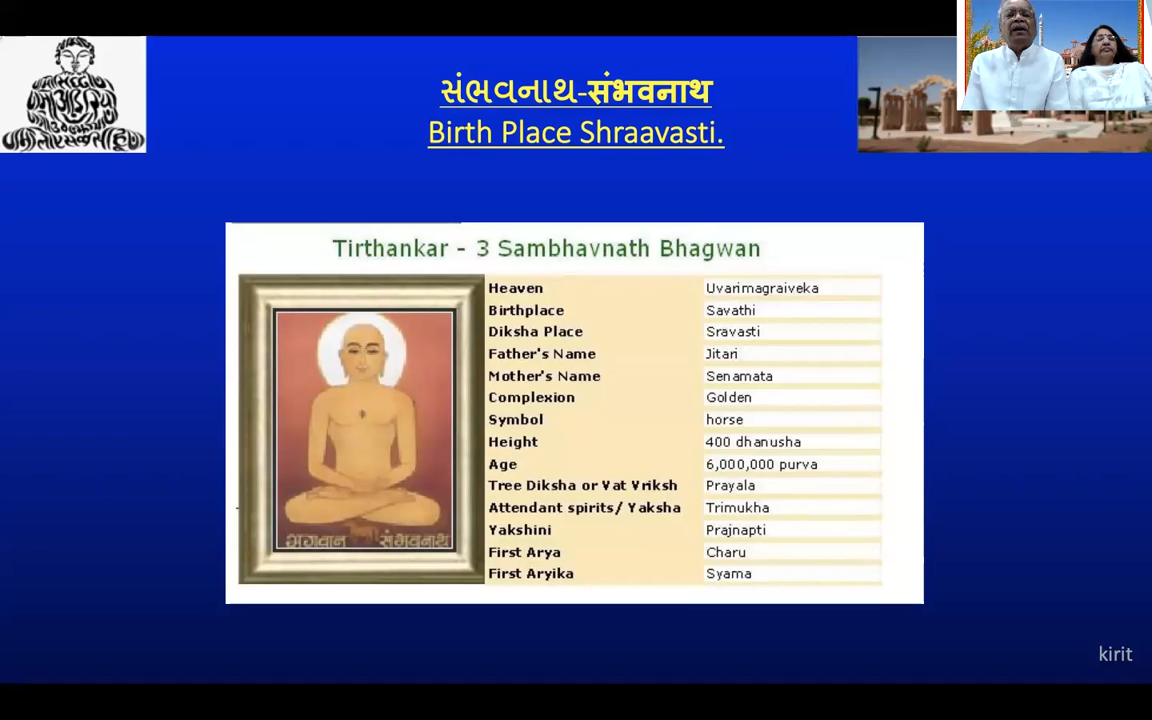 સંભવનાથ-संभवनाथ
Birth Place Shraavasti.
Tirthankar - 3 Sambhavnath Bhagwan
Heaven Uvarimagraiveka
Birthplace Savathi
Diksha Place Sravasti
Father's Name Jitari
Mother's Name Senamata
Complexion Golden
Symbol horse
Height 400 dhanusha
Age 6,000,000 purva
Tree Diksha or Vat Vriksh Prayala
Attendant spirits/ Yaksha Trimukha
Yakshini Prajnapti
First Arya Charu
First Aryika Syama
भगवान संभवनाथ
kirit